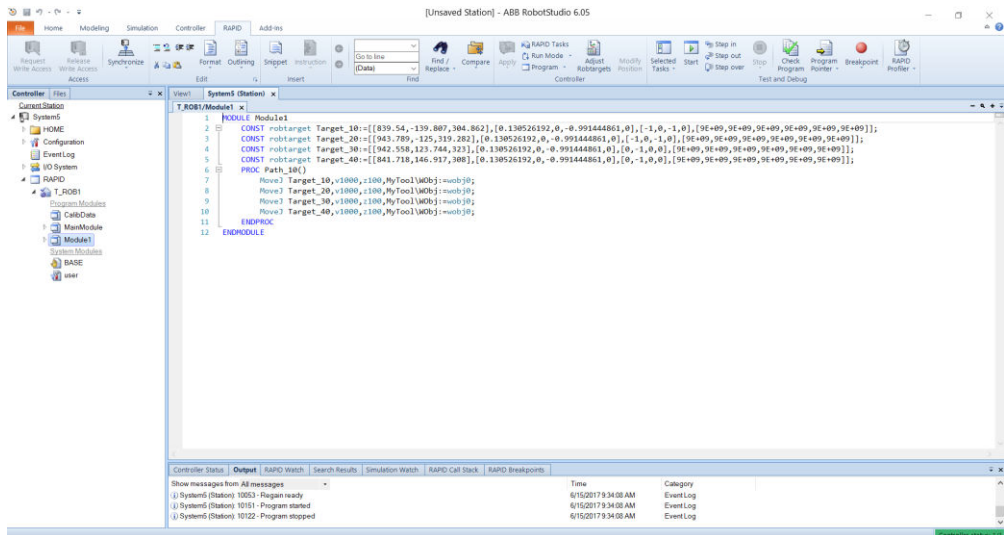 [Unsaved Station] - ABB RobotStudio 6.05
File Home Modeling Simulation Controller RAPID Add-Ins
Request Write Access
Release Write Access
Synchronize
Format
Outlining
Snippet
Instruction
Go to line
(Data)
Find / Replace
Compare
Apply
RAPID Tasks
Run Mode
Program
Adjust Robtargets
Modify Position
Selected Tasks
Start
Step in
Step out
Step over
Stop
Check Program
Program Pointer
Breakpoint
RAPID Profiler
Access Edit Insert Find Controller Test and Debug
Controller Files
View1 System5 (Station) x
Current Station
T_ROB1/Module1 x
System5
HOME
Configuration
EventLog
I/O System
RAPID
T_ROB1
Program Modules
CalibData
MainModule
Module1
System Modules
BASE
user
1 MODULE Module1
2 CONST robtarget Target_10:=[[839.54,-139.807,304.862],[0.130526192,0,-0.991444861,0],[-1,0,-1,0],[9E+09,9E+09,9E+09,9E+09,9E+09,9E+09]];
3 CONST robtarget Target_20:=[[943.789,-125,319.282],[0.130526192,0,-0.991444861,0],[-1,0,-1,0],[9E+09,9E+09,9E+09,9E+09,9E+09,9E+09]];
4 CONST robtarget Target_30:=[[942.558,123.744,323],[0.130526192,0,-0.991444861,0],[0,-1,0,0],[9E+09,9E+09,9E+09,9E+09,9E+09,9E+09]];
5 CONST robtarget Target_40:=[[841.718,146.917,308],[0.130526192,0,-0.991444861,0],[0,-1,0,0],[9E+09,9E+09,9E+09,9E+09,9E+09,9E+09]];
6 PROC Path_10()
7 MoveJ Target_10,v1000,z100,MyTool\WObj:=wobj0;
8 MoveJ Target_20,v1000,z100,MyTool\WObj:=wobj0;
9 MoveJ Target_30,v1000,z100,MyTool\WObj:=wobj0;
10 MoveJ Target_40,v1000,z100,MyTool\WObj:=wobj0;
11 ENDPROC
12 ENDMODULE
Controller Status Output RAPID Watch Search Results Simulation Watch RAPID Call Stack RAPID Breakpoints
Show messages from All messages Time Category
System5 (Station): 10053 - Regain ready 6/15/2017 9:34:08 AM Event Log
System5 (Station): 10151 - Program started 6/15/2017 9:34:08 AM Event Log
System5 (Station): 10122 - Program stopped 6/15/2017 9:34:08 AM Event Log